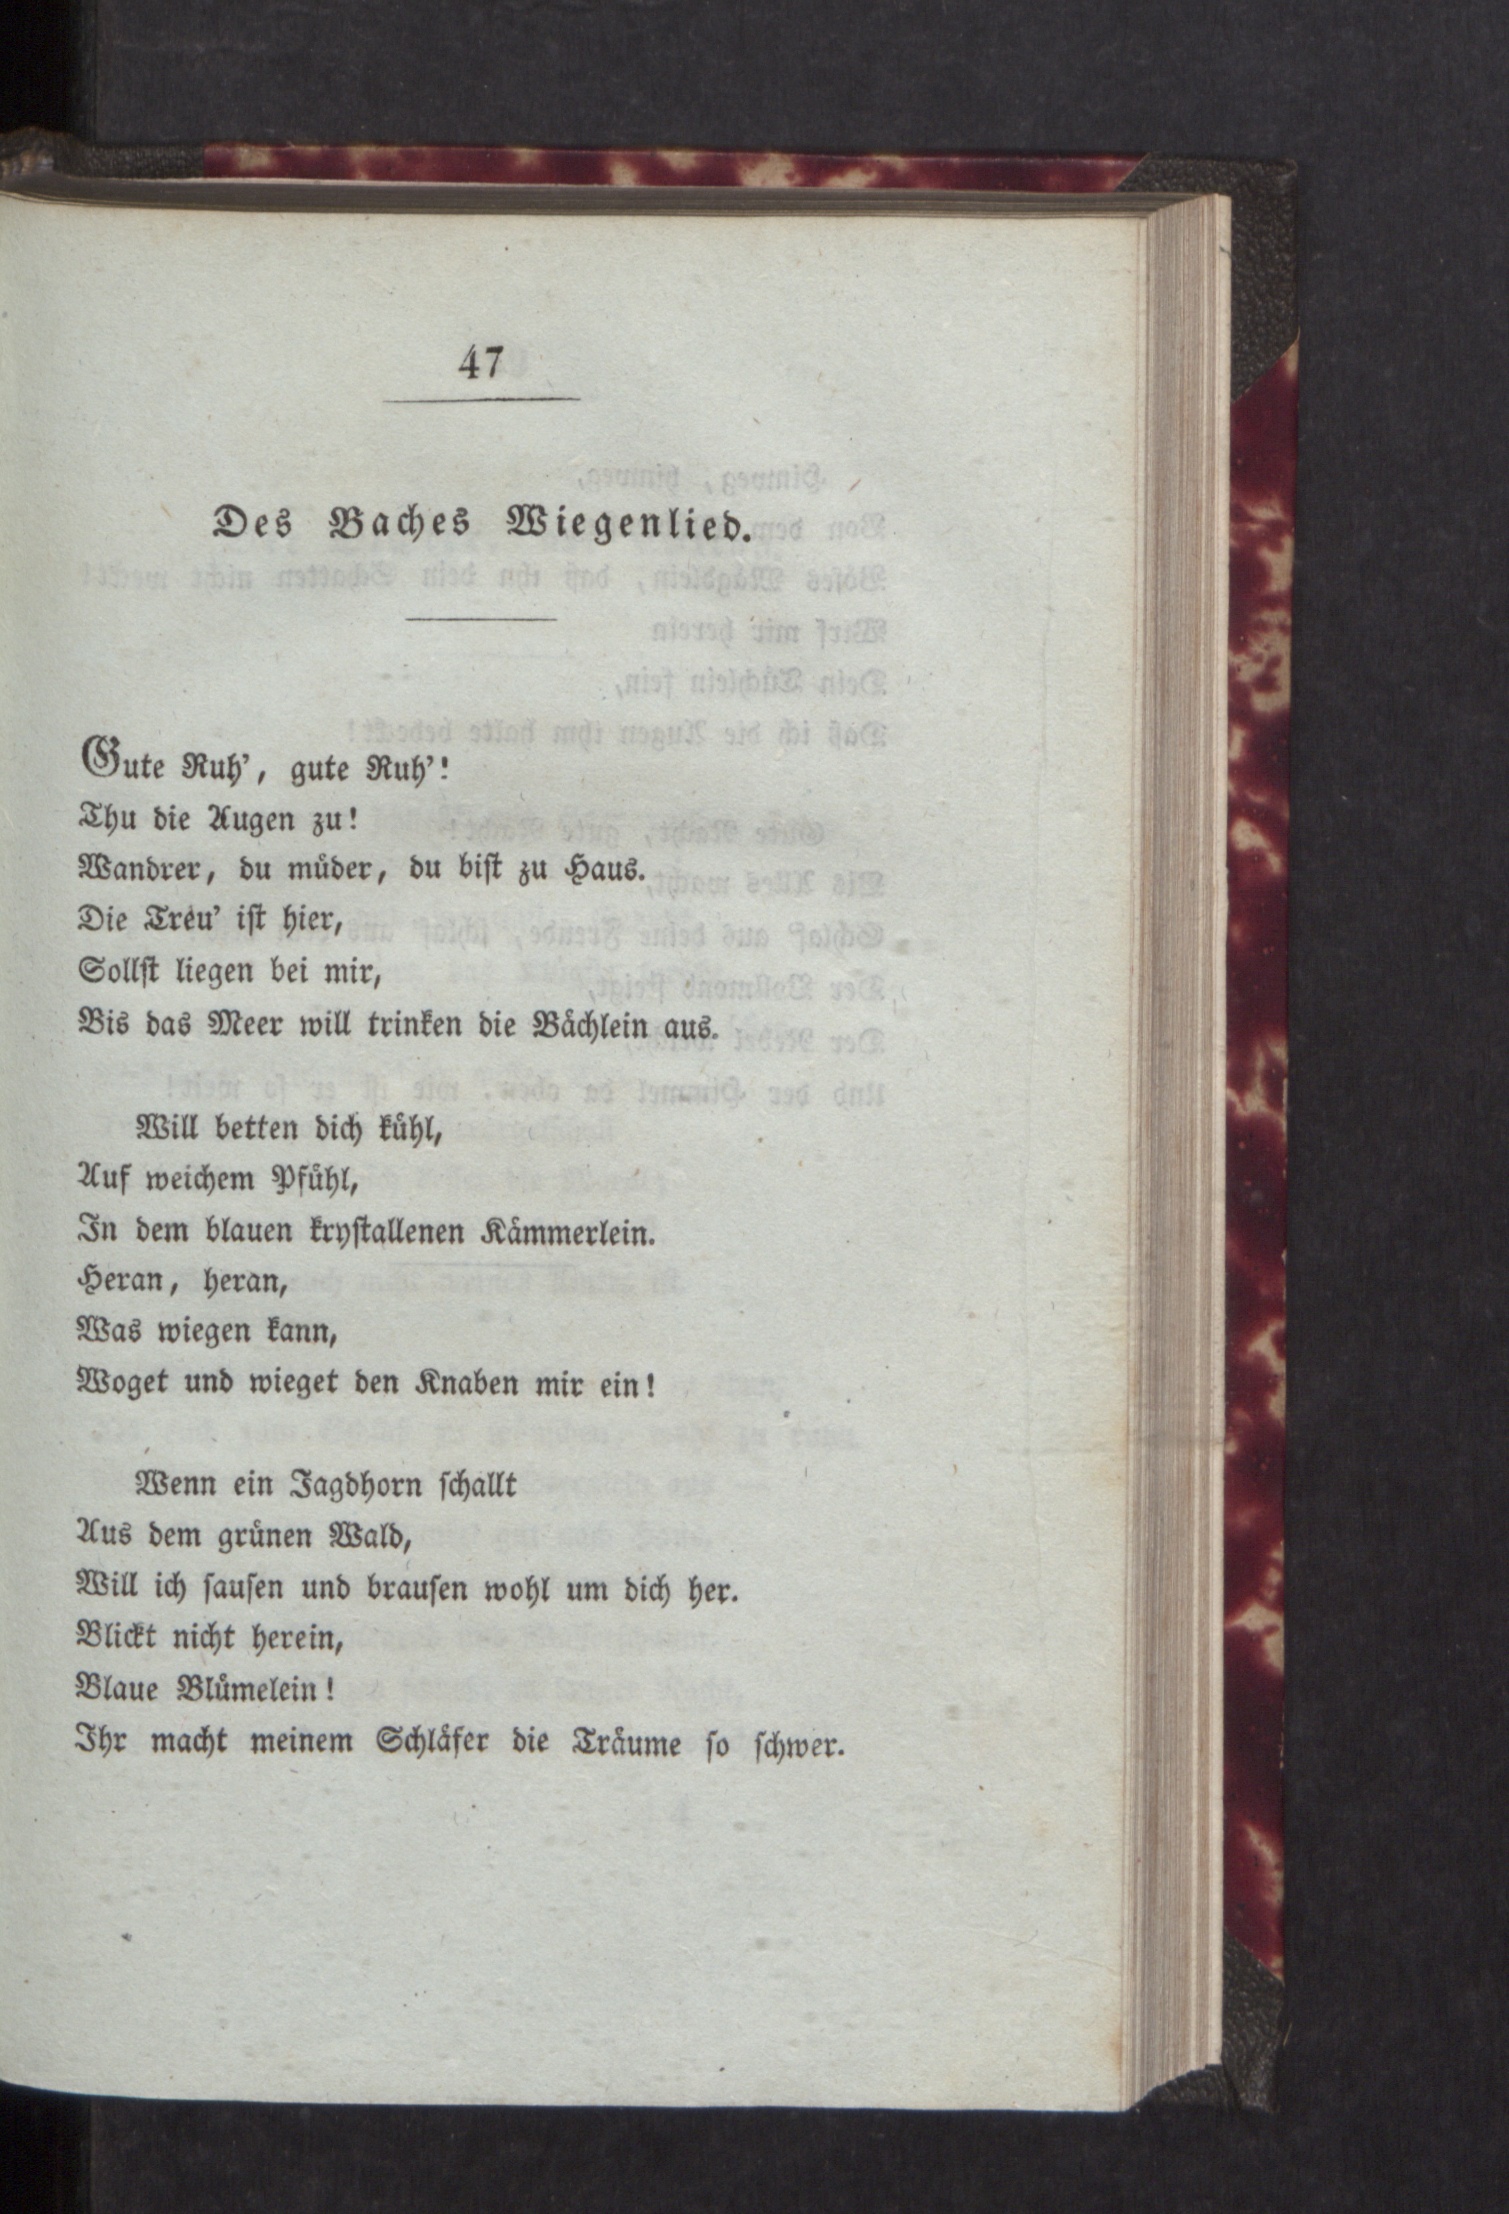 47
Des Baches Wiegenlied.
Gute Ruh', gute Ruh'!
Thu die Augen zu!
Wandrer, du müder, du bist zu Haus.
Die Treu' ist hier,
Sollst liegen bei mir,
Bis das Meer will trinken die Bächlein aus.
Will betten dich kühl,
Auf weichem Pfühl,
In dem blauen krystallenen Kämmerlein.
Heran, heran,
Was wiegen kann,
Woget und wieget den Knaben mir ein!
Wenn ein Jagdhorn schallt
Aus dem grünen Wald,
Will ich sausen und brausen wohl um dich her.
Blickt nicht herein,
Blaue Blümelein!
Ihr macht meinem Schläfer die Träume so schwer.